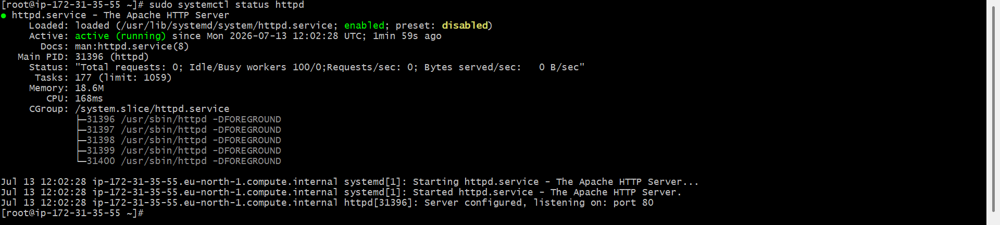 [root@ip-172-31-35-55 ~]# sudo systemctl status httpd
● httpd.service - The Apache HTTP Server
     Loaded: loaded (/usr/lib/systemd/system/httpd.service; enabled; preset: disabled)
     Active: active (running) since Mon 2026-07-13 12:02:28 UTC; 1min 59s ago
       Docs: man:httpd.service(8)
   Main PID: 31396 (httpd)
     Status: "Total requests: 0; Idle/Busy workers 100/0;Requests/sec: 0; Bytes served/sec:   0 B/sec"
      Tasks: 177 (limit: 1059)
     Memory: 18.6M
        CPU: 168ms
     CGroup: /system.slice/httpd.service
             ├─31396 /usr/sbin/httpd -DFOREGROUND
             ├─31397 /usr/sbin/httpd -DFOREGROUND
             ├─31398 /usr/sbin/httpd -DFOREGROUND
             ├─31399 /usr/sbin/httpd -DFOREGROUND
             └─31400 /usr/sbin/httpd -DFOREGROUND

Jul 13 12:02:28 ip-172-31-35-55.eu-north-1.compute.internal systemd[1]: Starting httpd.service - The Apache HTTP Server...
Jul 13 12:02:28 ip-172-31-35-55.eu-north-1.compute.internal systemd[1]: Started httpd.service - The Apache HTTP Server.
Jul 13 12:02:28 ip-172-31-35-55.eu-north-1.compute.internal httpd[31396]: Server configured, listening on: port 80
[root@ip-172-31-35-55 ~]#